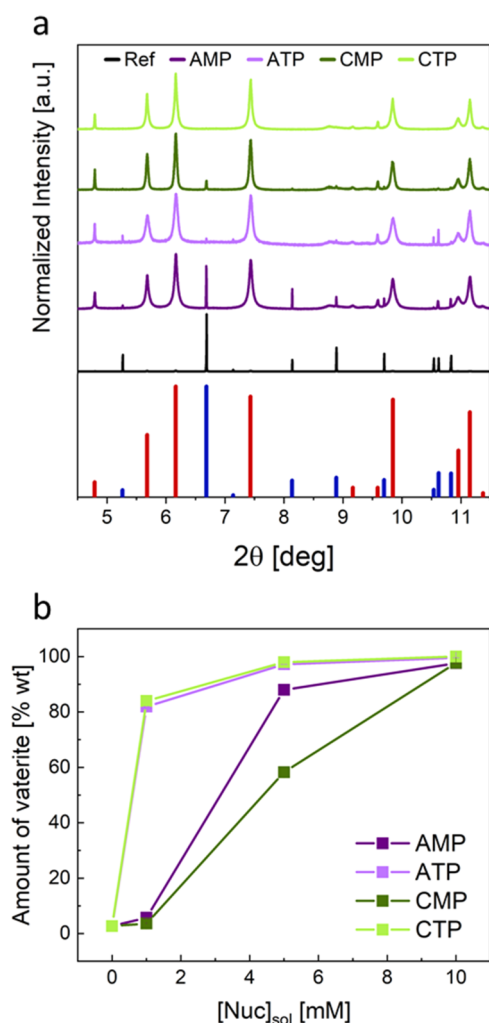 a
Ref AMP ATP CMP CTP
Normalized Intensity [a.u.]
5 6 7 8 9 10 11
2θ [deg]
b
Amount of vaterite [% wt]
100
80
60
40
20
0
AMP
ATP
CMP
CTP
0 2 4 6 8 10
[Nuc]sol [mM]